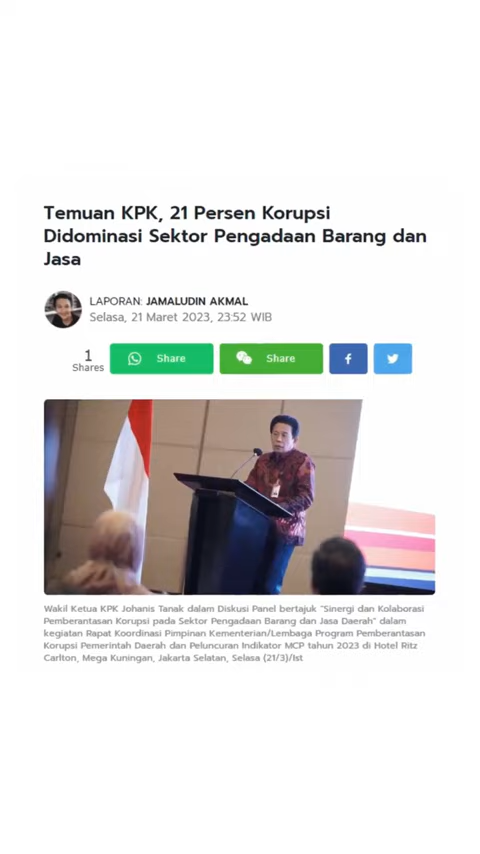 Temuan KPK, 21 Persen Korupsi
Didominasi Sektor Pengadaan Barang dan
Jasa
LAPORAN: JAMALUDIN AKMAL
Selasa, 21 Maret 2023, 23:52 WIB
1
Shares
Share
Share
Wakil Ketua KPK Johanis Tanak dalam Diskusi Panel bertajuk "Sinergi dan Kolaborasi
Pemberantasan Korupsi pada Sektor Pengadaan Barang dan Jasa Daerah" dalam
kegiatan Rapat Koordinasi Pimpinan Kementerian/Lembaga Program Pemberantasan
Korupsi Pemerintah Daerah dan Peluncuran Indikator MCP tahun 2023 di Hotel Ritz
Carlton, Mega Kuningan, Jakarta Selatan, Selasa (21/3)/Ist